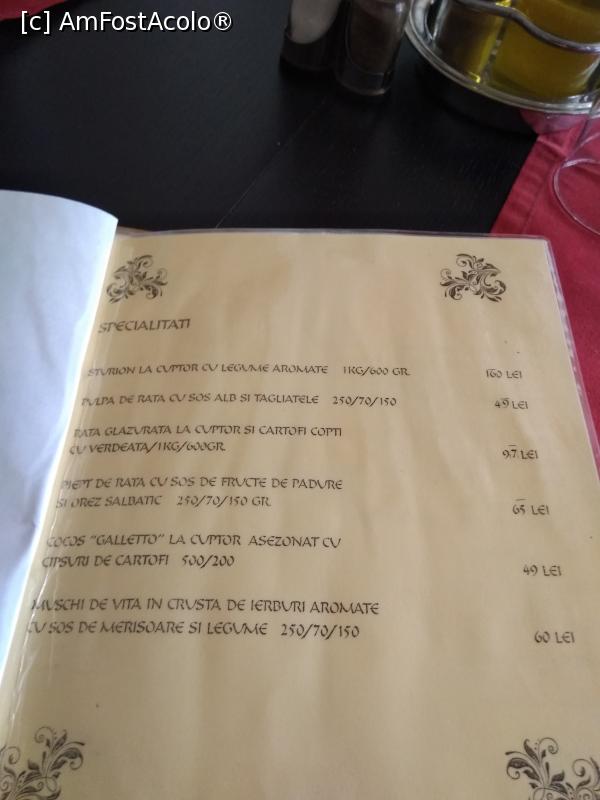 [c] AmFostAcolo®
SPECIALITATI
STURION LA CUPTOR CU LEGUME AROMATE 1KG/600 GR. 160 LEI
PULPA DE RATA CU SOS ALB SI TAGLIATELE 250/70/150 49 LEI
RATA GLAZURATA LA CUPTOR SI CARTOFI COPTI
CU VERDEATA/1KG/600GR. 97 LEI
PIEPT DE RATA CU SOS DE FRUCTE DE PADURE
SI OREZ SALBATIC 250/70/150 GR. 65 LEI
COCOS "GALLETTO" LA CUPTOR ASEZONAT CU
CIPSURI DE CARTOFI 500/200 49 LEI
MUSCHI DE VITA IN CRUSTA DE IERBURI AROMATE
CU SOS DE MERISOARE SI LEGUME 250/70/150 60 LEI